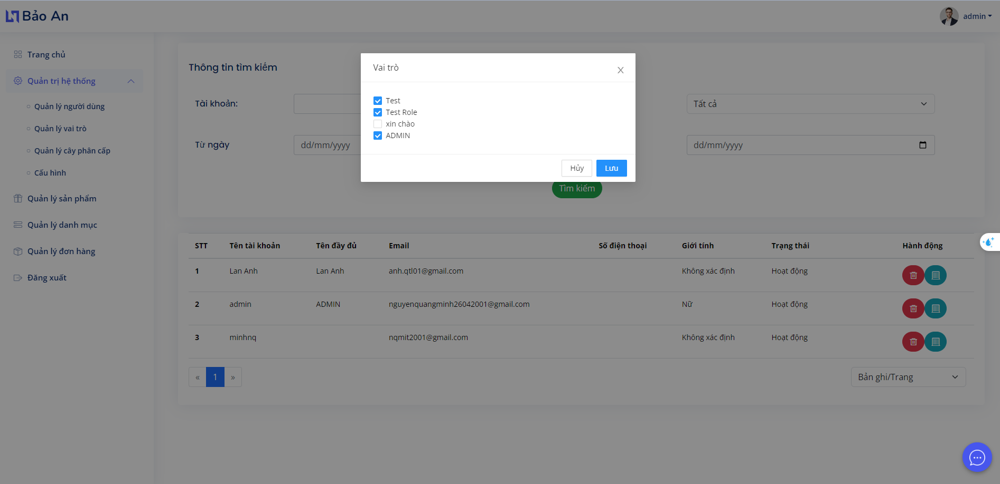 Bảo An
admin
Trang chủ
Quản trị hệ thống
Quản lý người dùng
Quản lý vai trò
Quản lý cây phân cấp
Cấu hình
Quản lý sản phẩm
Quản lý danh mục
Quản lý đơn hàng
Đăng xuất
Thông tin tìm kiếm
Tài khoản:
Tất cả
Từ ngày
dd/mm/yyyy
dd/mm/yyyy
Tìm kiếm
Vai trò
Test
Test Role
xin chào
ADMIN
Hủy Lưu
STT Tên tài khoản Tên đầy đủ Email Số điện thoại Giới tính Trạng thái Hành động
1 Lan Anh Lan Anh anh.qtl01@gmail.com Không xác định Hoạt động
2 admin ADMIN nguyenquangminh26042001@gmail.com Nữ Hoạt động
3 minhnq nqmit2001@gmail.com Không xác định Hoạt động
« 1 »
Bản ghi/Trang